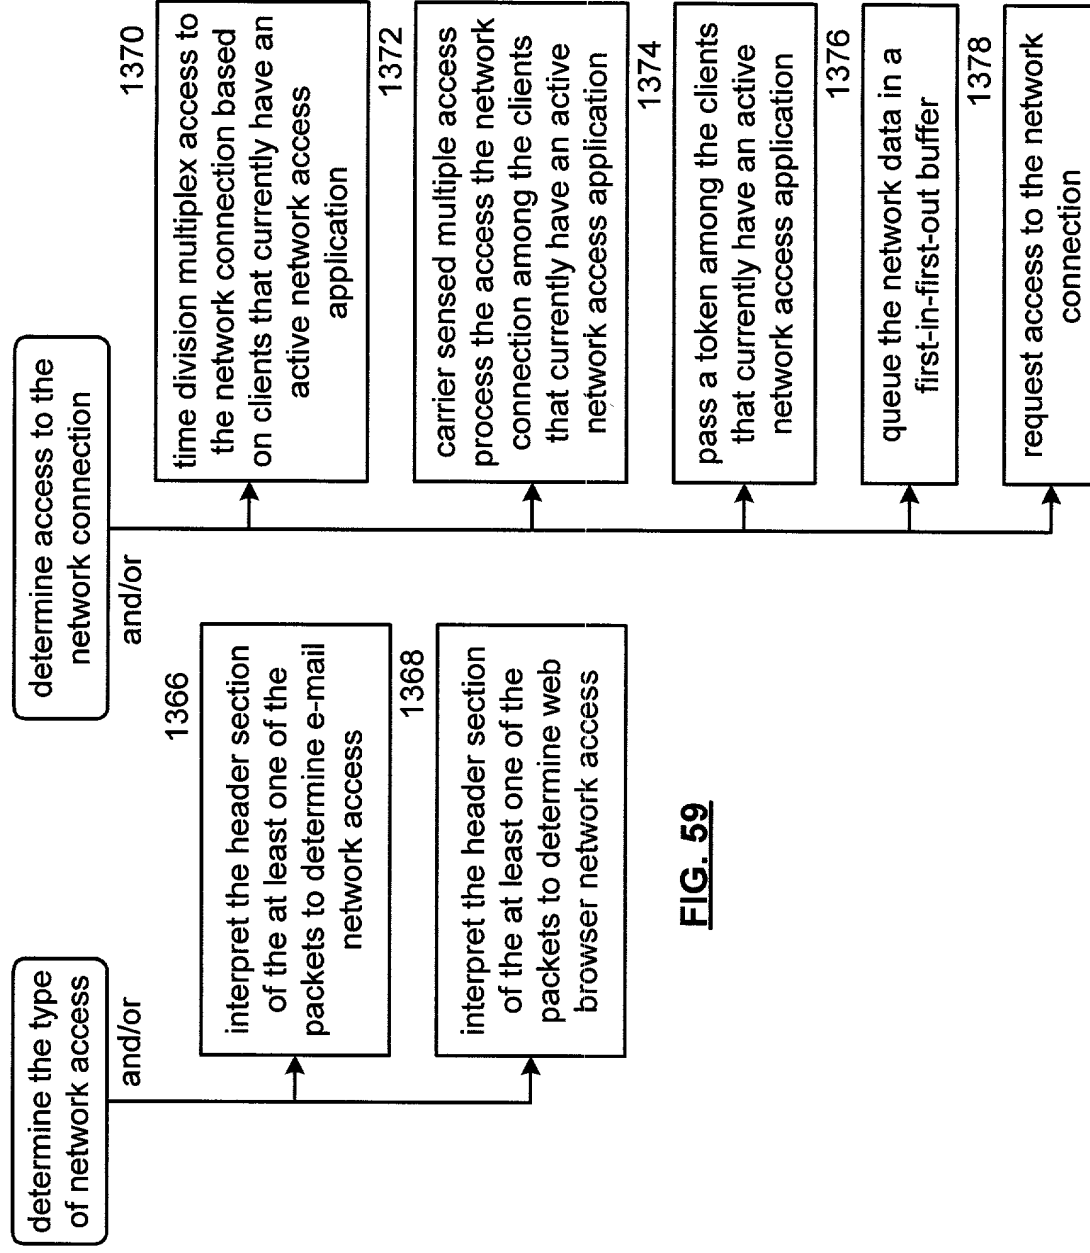 determine the type
of network access
and/or
1366
interpret the header section
of the at least one of the
packets to determine e-mail
network access
1368
interpret the header section
of the at least one of the
packets to determine web
browser network access
determine access to the
network connection
and/or
1370
time division multiplex access to
the network connection based
on clients that currently have an
active network access
application
1372
carrier sensed multiple access
process the access the network
connection among the clients
that currently have an active
network access application
1374
pass a token among the clients
that currently have an active
network access application
1376
queue the network data in a
first-in-first-out buffer
1378
request access to the network
connection
FIG. 59